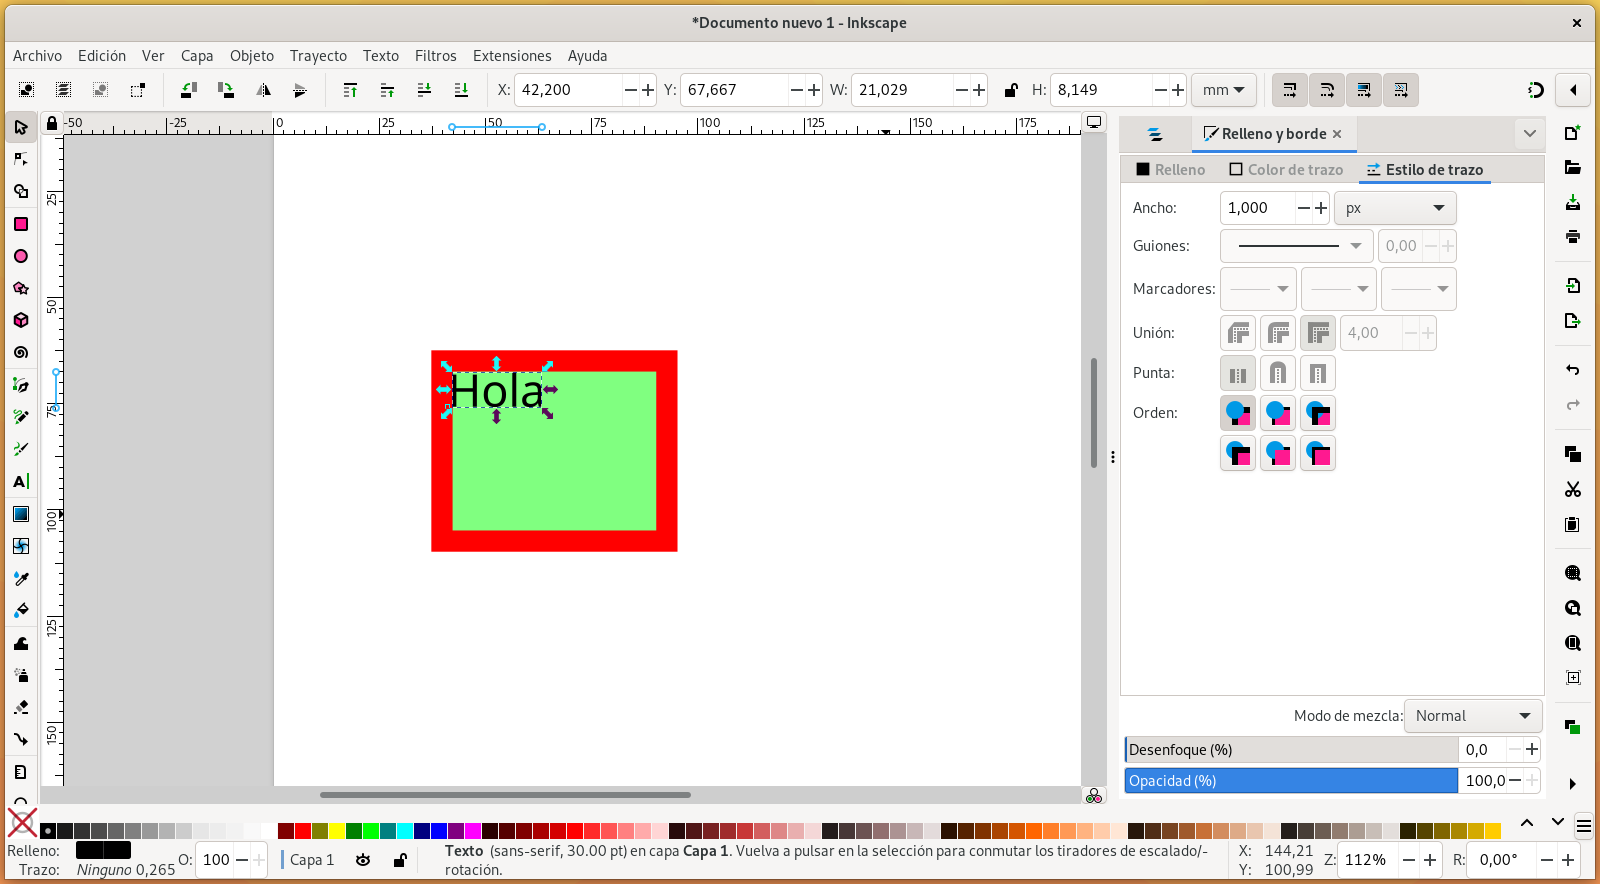 *Documento nuevo 1 - Inkscape
Archivo Edición Ver Capa Objeto Trayecto Texto Filtros Extensiones Ayuda
X: 42,200 Y: 67,667 W: 21,029 H: 8,149 mm
-50 -25 0 25 50 75 100 125 150 175
25
50
75
100
125
150
Hola
Relleno y borde
Relleno Color de trazo Estilo de trazo
Ancho: 1,000 px
Guiones: 0,00
Marcadores:
Unión: 4,00
Punta:
Orden:
Modo de mezcla: Normal
Desenfoque (%) 0,0
Opacidad (%) 100,0
Relleno:
Trazo: Ninguno 0,265
O: 100
Capa 1
Texto (sans-serif, 30.00 pt) en capa Capa 1. Vuelva a pulsar en la selección para conmutar los tiradores de escalado/-
rotación.
X: 144,21
Y: 100,99
Z: 112%
R: 0,00°